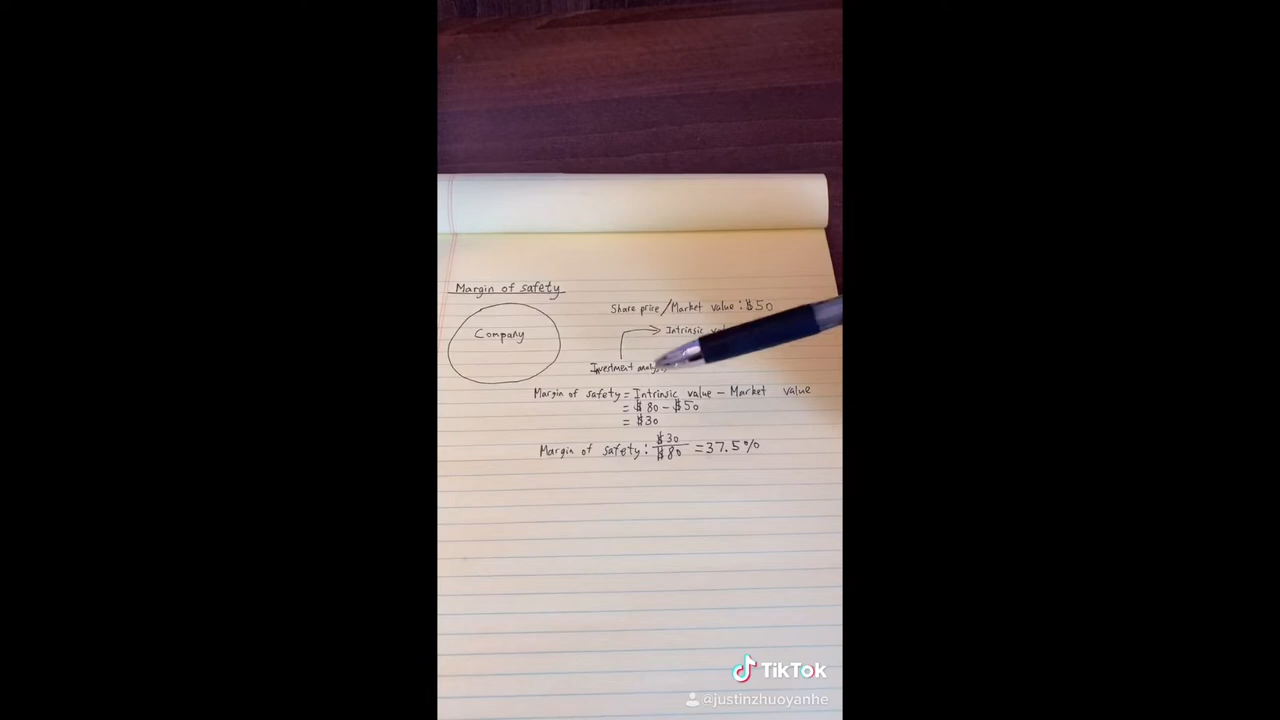 Margin of safety
Company
Share price/Market value: $50
Intrinsic
Investment
Margin of safety = Intrinsic value - Market value
= $80 - $50
= $30
Margin of safety: $30
$80 = 37.5%
TikTok
@justinzhuoyanhe